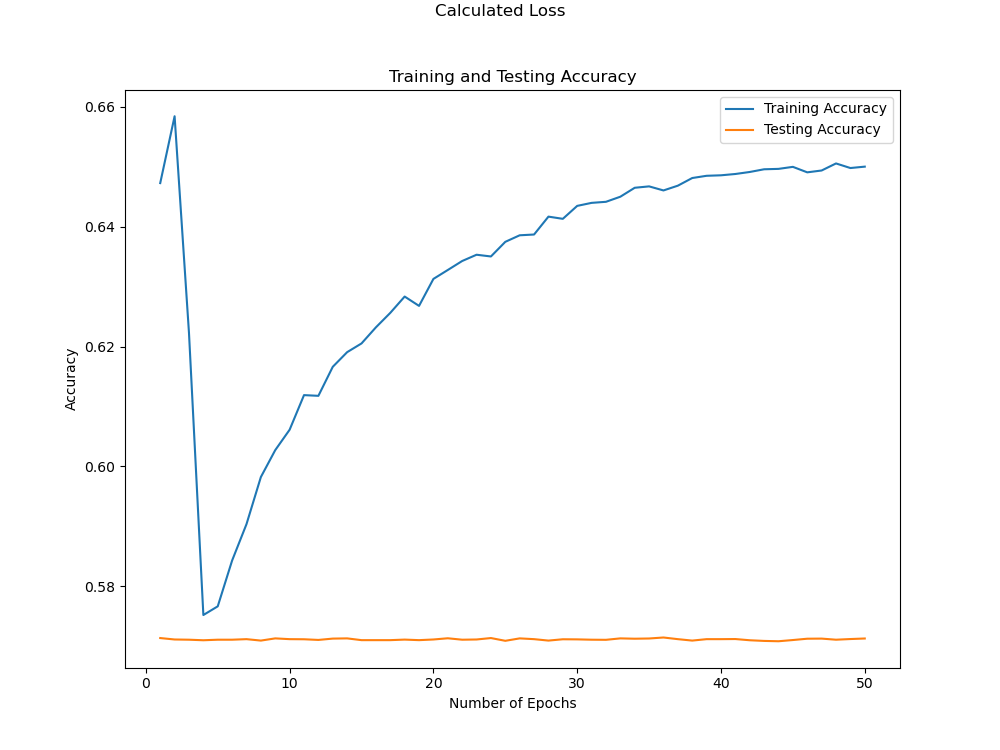 Calculated Loss
Training and Testing Accuracy
Training Accuracy
Testing Accuracy
0.66
0.64
0.62
0.60
0.58
Accuracy
0 10 20 30 40 50
Number of Epochs